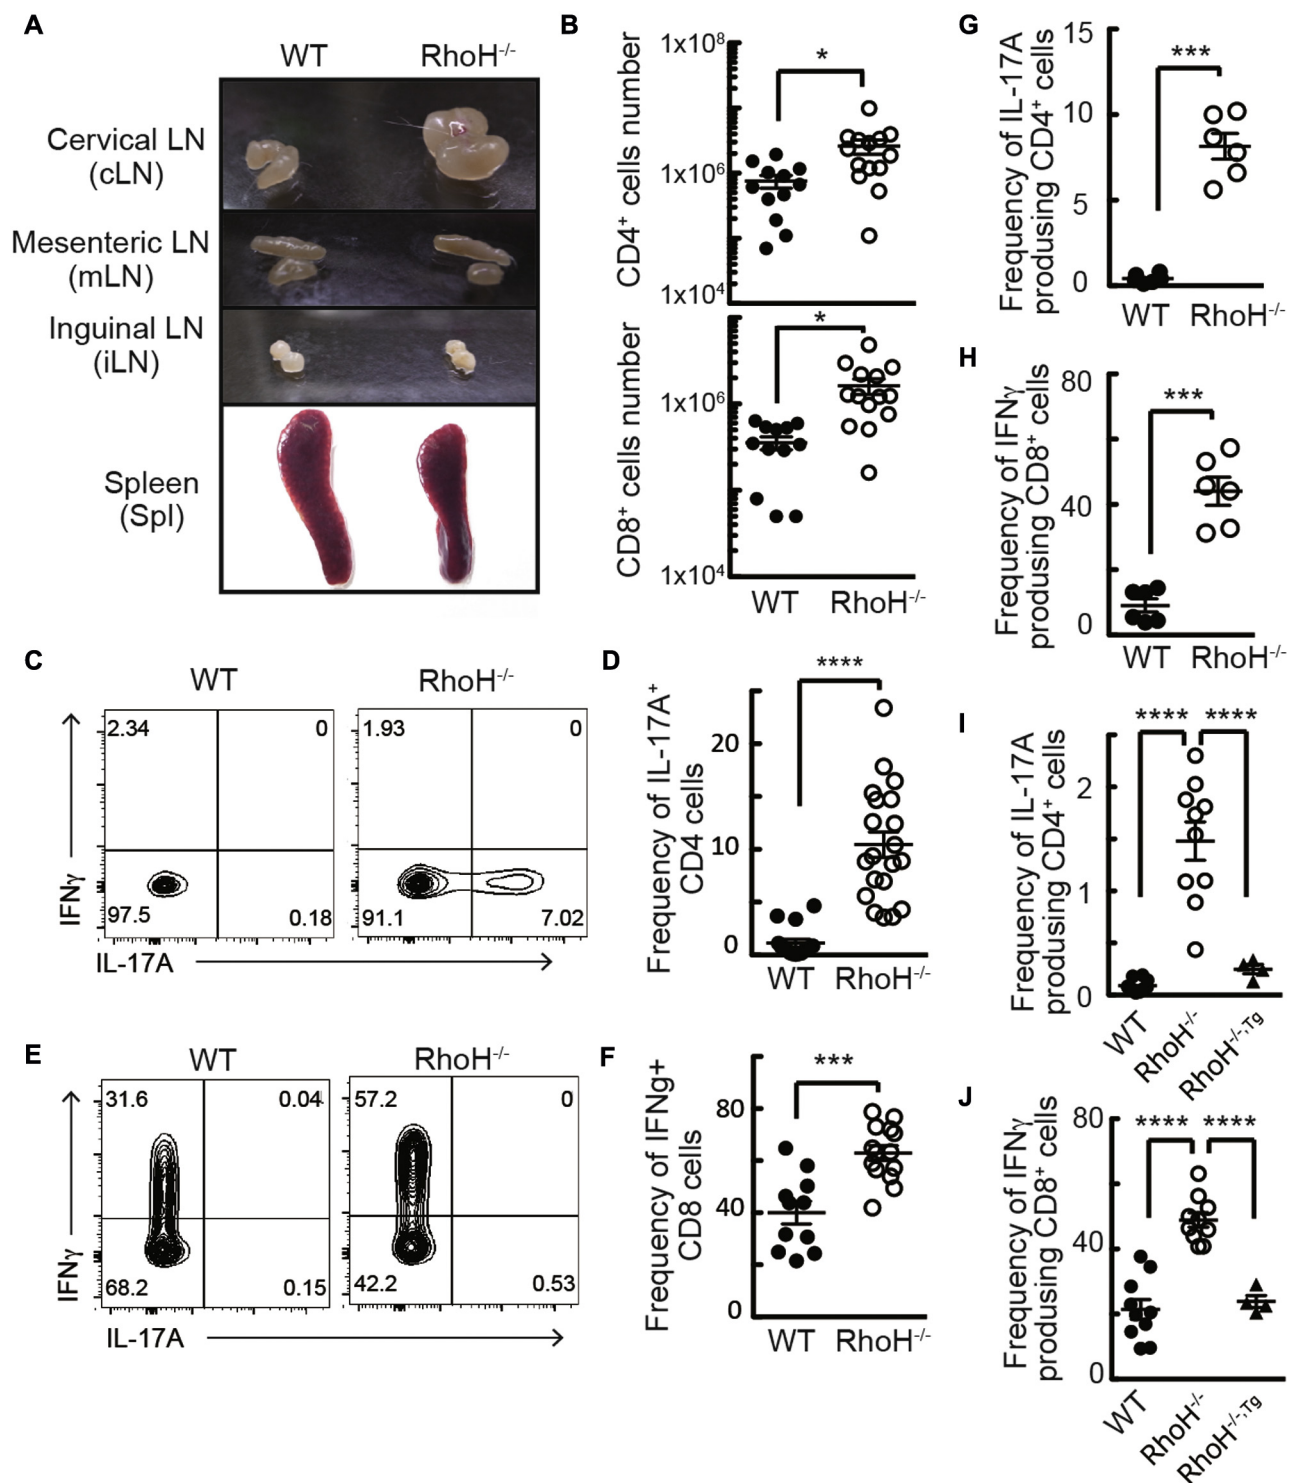 A
WT RhoH-/-
Cervical LN
(cLN)
Mesenteric LN
(mLN)
Inguinal LN
(iLN)
Spleen
(Spl)
B
CD4+ cells number
1x10^8
1x10^6
1x10^4
*
CD8+ cells number
1x10^6
1x10^4
*
WT RhoH-/-
C
WT RhoH-/-
2.34 0
97.5 0.18
1.93 0
91.1 7.02
IFNγ
IL-17A
D
Frequency of IL-17A+
CD4 cells
****
20
10
0
WT RhoH-/-
E
WT RhoH-/-
31.6 0.04
68.2 0.15
57.2 0
42.2 0.53
IFNγ
IL-17A
F
Frequency of IFNg+
CD8 cells
***
80
40
0
WT RhoH-/-
G
Frequency of IL-17A
produsing CD4+ cells
***
15
10
5
0
WT RhoH-/-
H
Frequency of IFNγ
produsing CD8+ cells
***
80
40
0
WT RhoH-/-
I
Frequency of IL-17A
produsing CD4+ cells
**** ****
2
1
0
WT
RhoH-/-
RhoH-/-,Tg
J
Frequency of IFNγ
produsing CD8+ cells
**** ****
80
40
0
WT
RhoH-/-
RhoH-/-,Tg